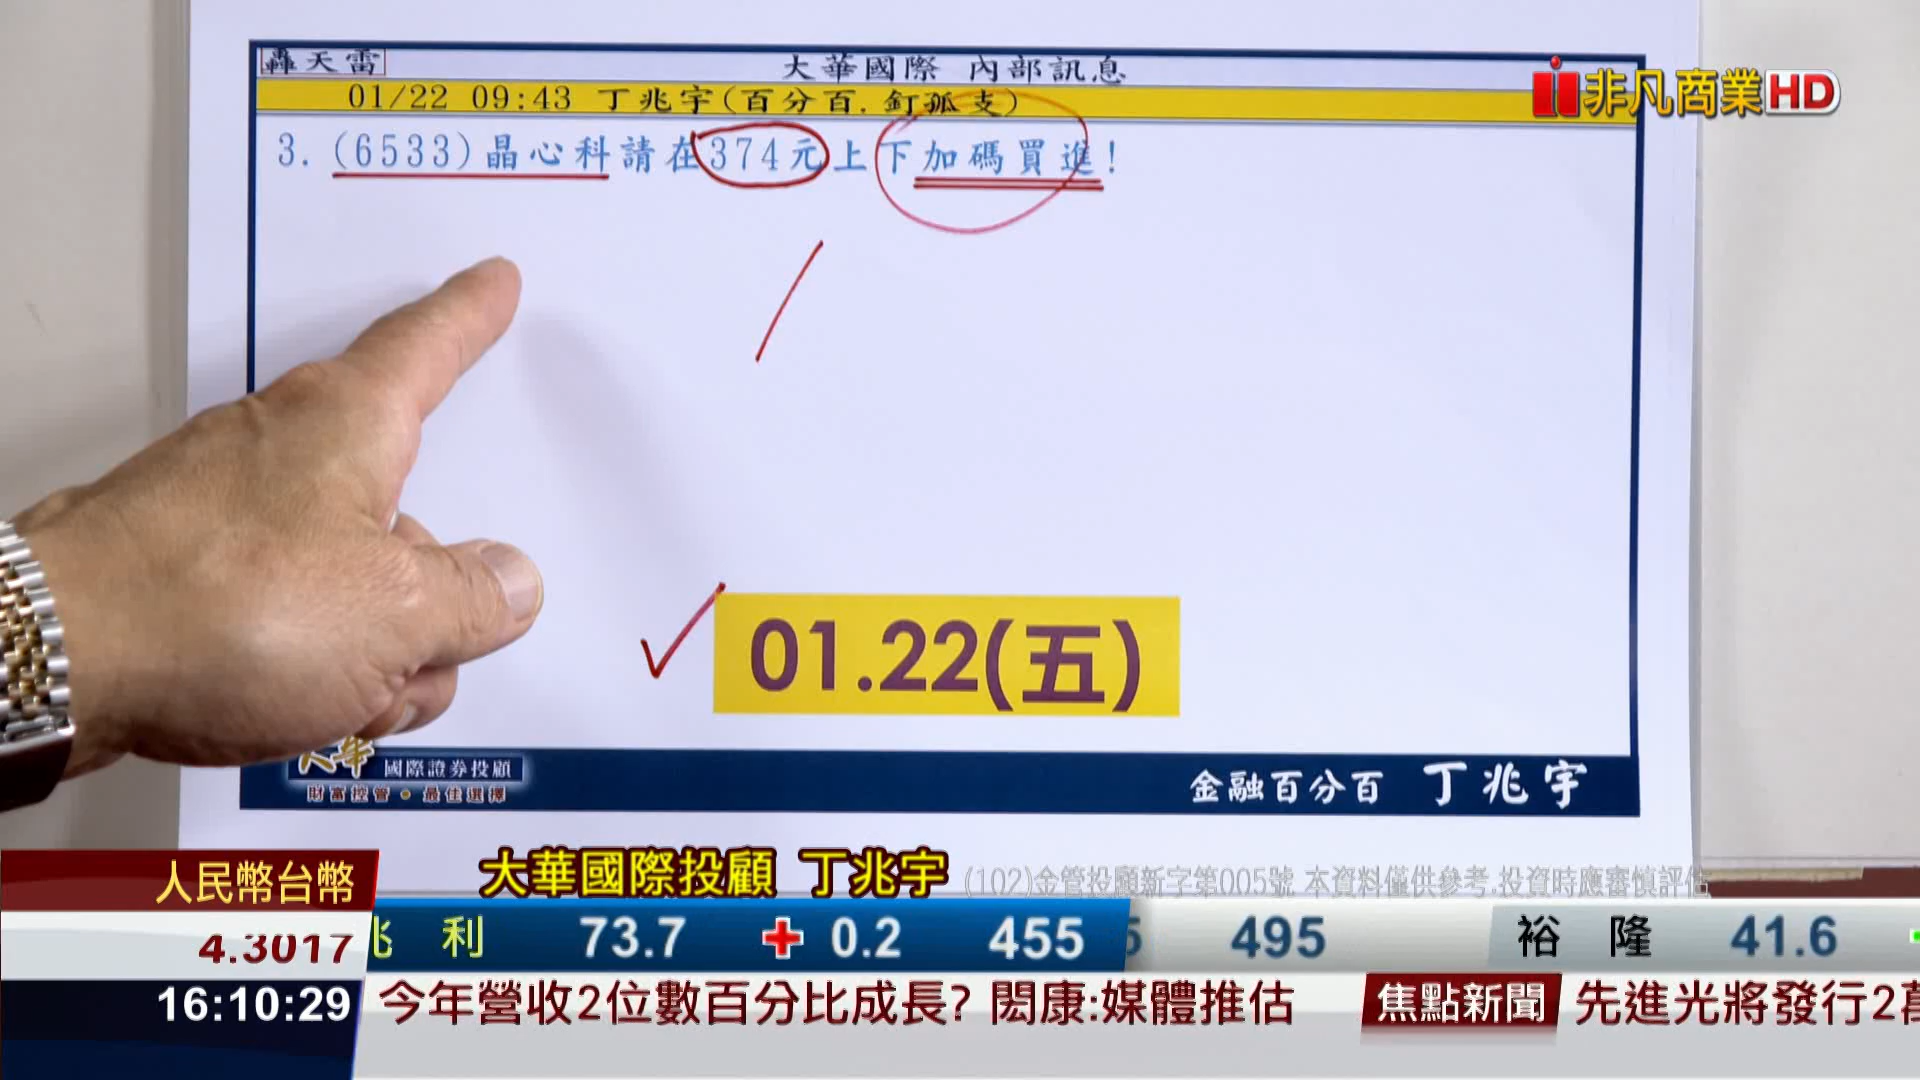 轟天雷
大華國際 內部訊息
非凡商業HD
01/22 09:43 丁兆宇(百分百.釘孤支)
3.(6533)晶心科請在374元上下加碼買進!
01.22(五)
大華 國際證券投顧
財富控管 • 最佳選擇
金融百分百 丁兆宇
人民幣台幣
大華國際投顧 丁兆宇
(102)金管投顧新字第005號 本資料僅供參考.投資時應審慎評估
4.3017
兆 利 73.7 + 0.2 455
495 裕 隆 41.6
16:10:29
今年營收2位數百分比成長? 閎康:媒體推估
焦點新聞 先進光將發行2萬